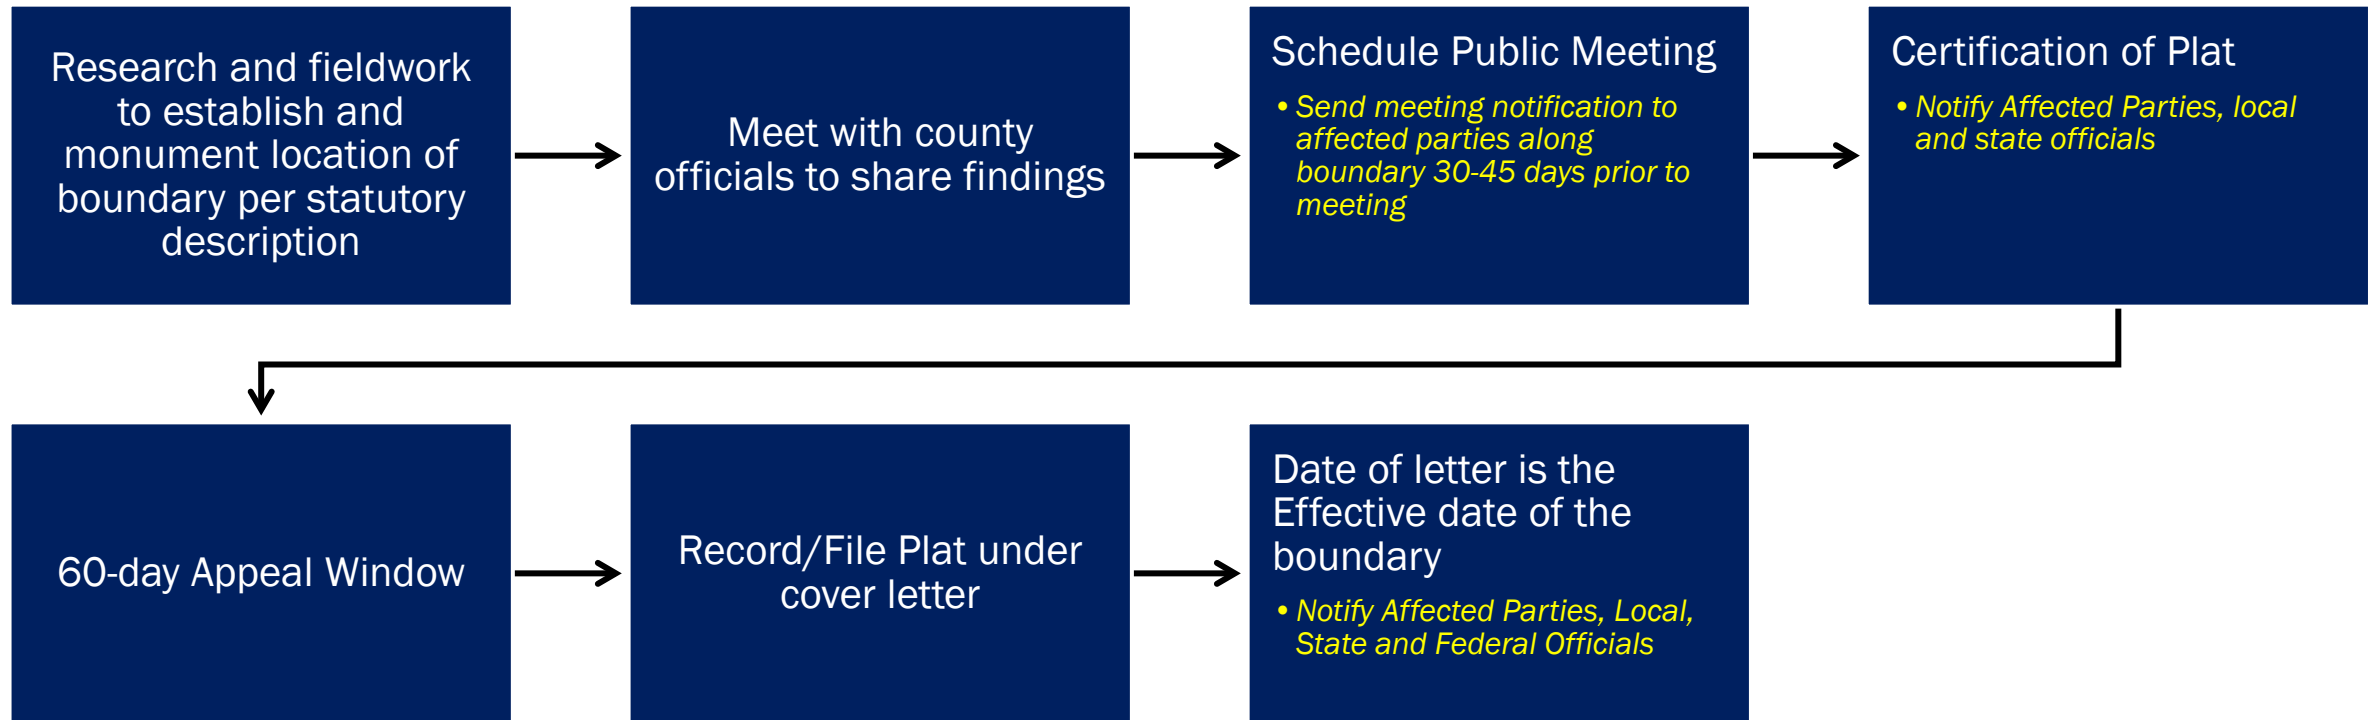 Research and fieldwork
to establish and
monument location of
boundary per statutory
description
Meet with county
officials to share findings
Schedule Public Meeting
• Send meeting notification to
affected parties along
boundary 30-45 days prior to
meeting
Certification of Plat
• Notify Affected Parties, local
and state officials
60-day Appeal Window
Record/File Plat under
cover letter
Date of letter is the
Effective date of the
boundary
• Notify Affected Parties, Local,
State and Federal Officials